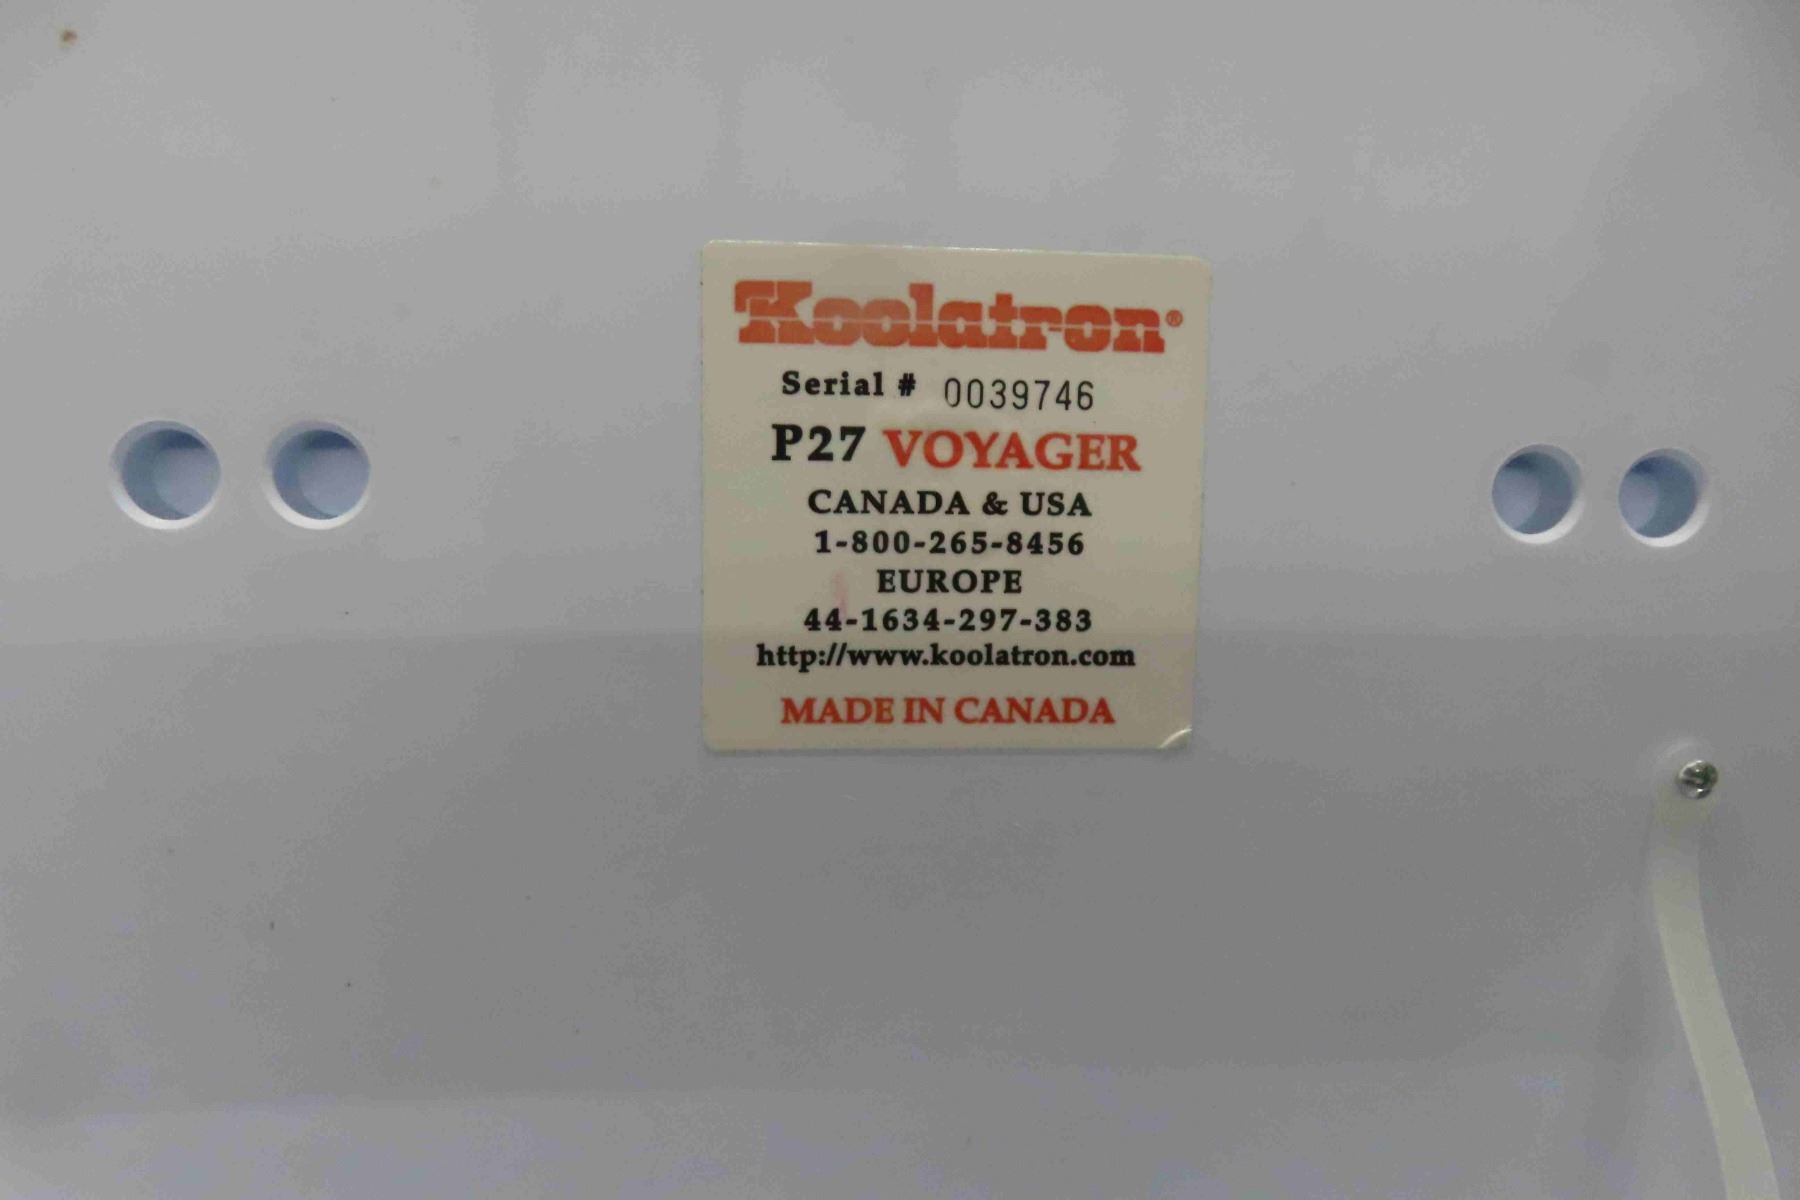 Koolatron®
Serial # 0039746
P27 VOYAGER
CANADA & USA
1-800-265-8456
EUROPE
44-1634-297-383
http://www.koolatron.com
MADE IN CANADA